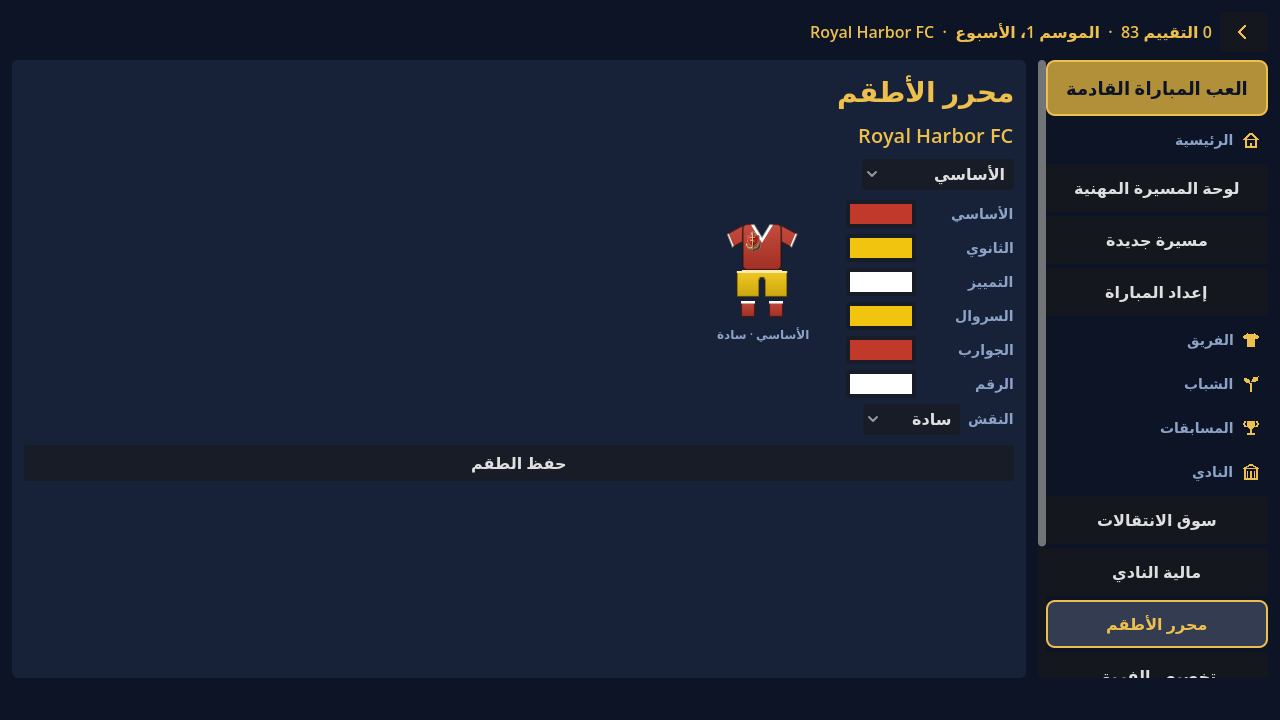 Royal Harbor FC · الموسم 1، الأسبوع · 83 التقييم 0
العب المباراة القادمة
الرئيسية
لوحة المسيرة المهنية
مسيرة جديدة
إعداد المباراة
الفريق
الشباب
المسابقات
النادي
سوق الانتقالات
مالية النادي
محرر الأطقم
تخصيص الفريق
محرر الأطقم
Royal Harbor FC
الأساسي
الأساسي
الثانوي
التمييز
السروال
الجوارب
الرقم
النقش سادة
الأساسي · سادة
حفظ الطقم